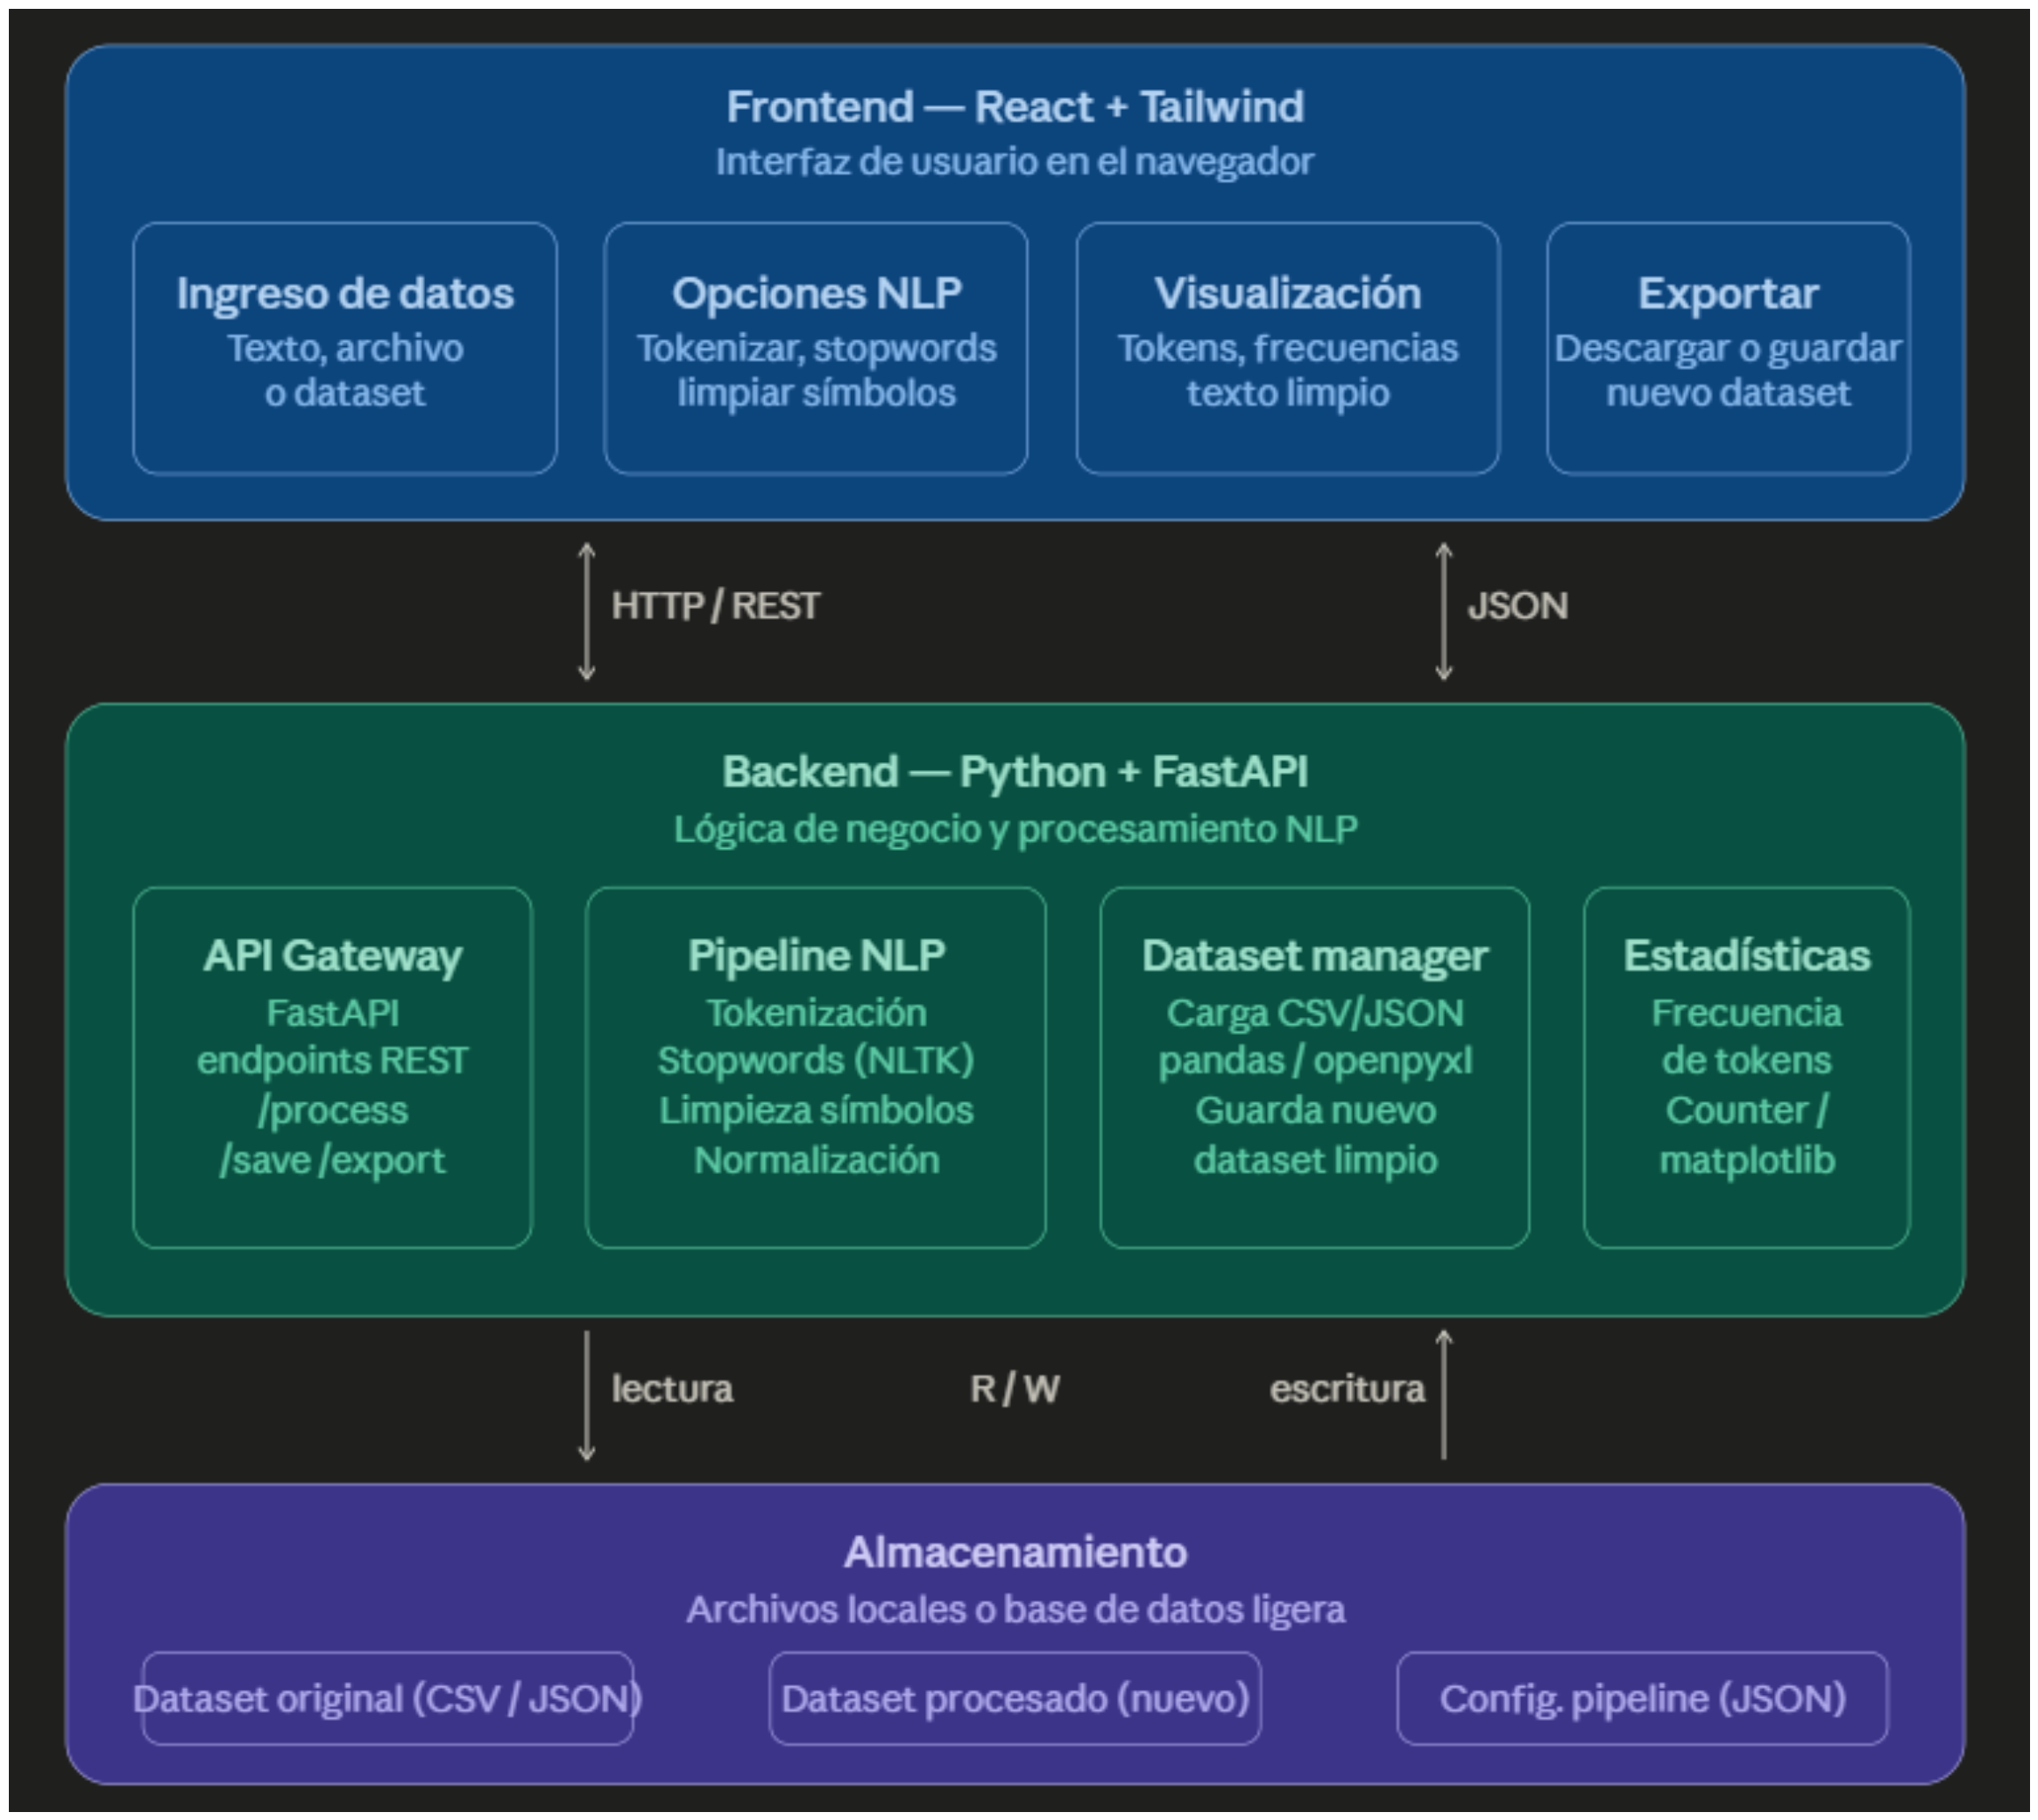 Frontend — React + Tailwind
Interfaz de usuario en el navegador
Ingreso de datos
Texto, archivo
o dataset
Opciones NLP
Tokenizar, stopwords
limpiar símbolos
Visualización
Tokens, frecuencias
texto limpio
Exportar
Descargar o guardar
nuevo dataset
HTTP / REST
JSON
Backend — Python + FastAPI
Lógica de negocio y procesamiento NLP
API Gateway
FastAPI
endpoints REST
/process
/save /export
Pipeline NLP
Tokenización
Stopwords (NLTK)
Limpieza símbolos
Normalización
Dataset manager
Carga CSV/JSON
pandas / openpyxl
Guarda nuevo
dataset limpio
Estadísticas
Frecuencia
de tokens
Counter /
matplotlib
lectura
R / W
escritura
Almacenamiento
Archivos locales o base de datos ligera
Dataset original (CSV / JSON)
Dataset procesado (nuevo)
Config. pipeline (JSON)